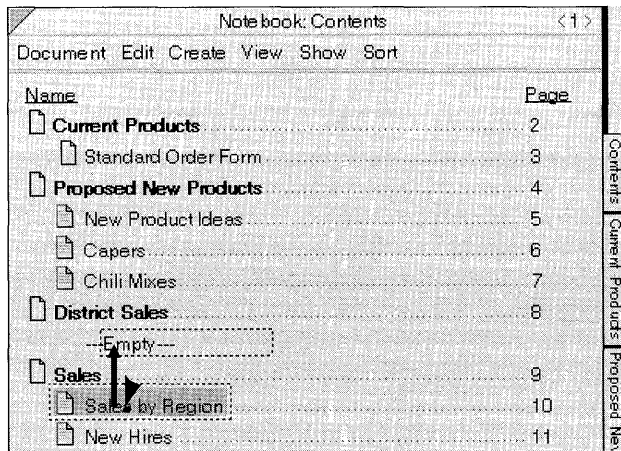 Notebook: Contents <1>
Document Edit Create View Show Sort
Name Page
Current Products 2
Standard Order Form 3
Proposed New Products 4
New Product Ideas 5
Capers 6
Chili Mixes 7
District Sales 8
--Empty--
Sales 9
Sales by Region 10
New Hires 11
Contents
Current Products
Proposed Nev